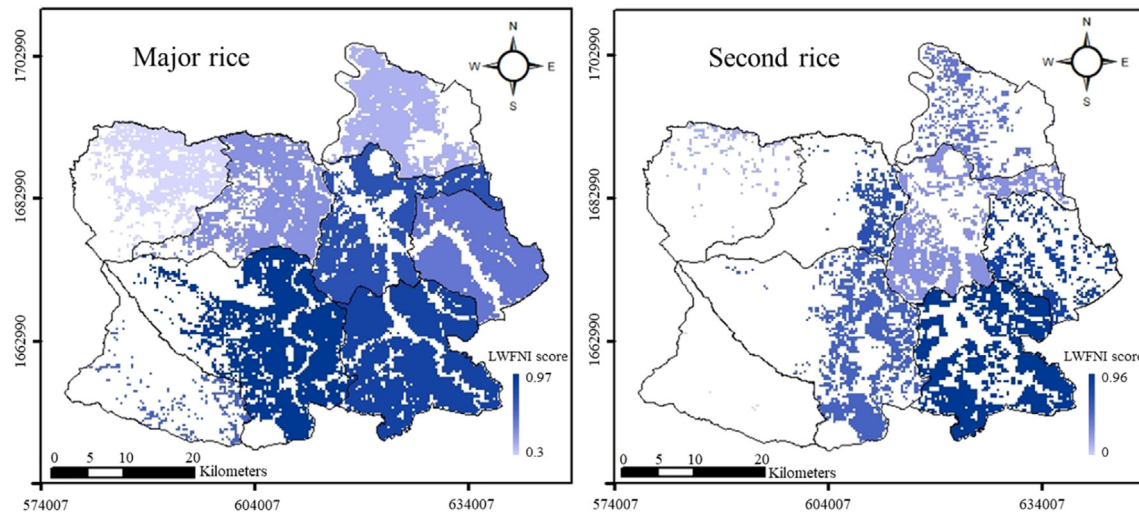 Major rice
N
W
E
S
1702990
1682990
1662990
LWFNI score
0.97
0.3
0 5 10 20
Kilometers
574007
604007
634007
Second rice
N
W
E
S
1702990
1682990
1662990
LWFNI score
0.96
0
0 5 10 20
Kilometers
574007
604007
634007